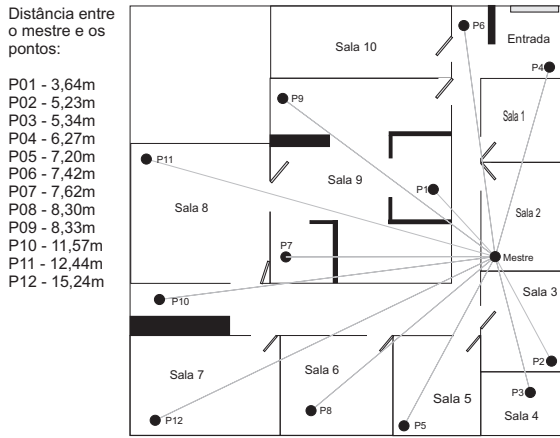 Distância entre
o mestre e os
pontos:
P01 - 3,64m
P02 - 5,23m
P03 - 5,34m
P04 - 6,27m
P05 - 7,20m
P06 - 7,42m
P07 - 7,62m
P08 - 8,30m
P09 - 8,33m
P10 - 11,57m
P11 - 12,44m
P12 - 15,24m
P6
Entrada
Sala 10
P4
P9
Sala 1
P11
Sala 9
P1
Sala 8
Sala 2
P7
Mestre
Sala 3
P10
P2
Sala 7
Sala 6
Sala 5
P3
P12
P8
P5
Sala 4